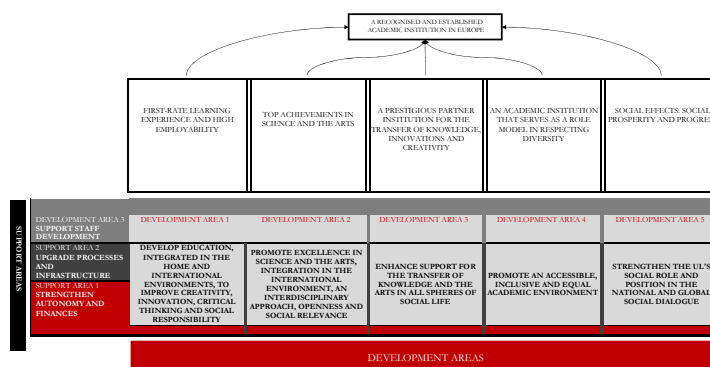 A RECOGNISED AND ESTABLISHED
ACADEMIC INSTITUTION IN EUROPE
FIRST-RATE LEARNING
EXPERIENCE AND HIGH
EMPLOYABILITY
TOP ACHIEVEMENTS IN
SCIENCE AND THE ARTS
A PRESTIGIOUS PARTNER
INSTITUTION FOR THE
TRANSFER OF KNOWLEDGE,
INNOVATIONS AND
CREATIVITY
AN ACADEMIC INSTITUTION
THAT SERVES AS A ROLE
MODEL IN RESPECTING
DIVERSITY
SOCIAL EFFECTS: SOCIAL
PROSPERITY AND PROGRE
SUPPORT AREAS
DEVELOPMENT AREA 3
SUPPORT STAFF
DEVELOPMENT
SUPPORT AREA 2
UPGRADE PROCESSES
AND
INFRASTRUCTURE
SUPPORT AREA 1
STRENGTHEN
AUTONOMY AND
FINANCES
DEVELOPMENT AREA 1
DEVELOP EDUCATION,
INTEGRATED IN THE
HOME AND
INTERNATIONAL
ENVIRONMENTS, TO
IMPROVE CREATIVITY,
INNOVATION, CRITICAL
THINKING AND SOCIAL
RESPONSIBILITY
DEVELOPMENT AREA 2
PROMOTE EXCELLENCE IN
SCIENCE AND THE ARTS,
INTEGRATION IN THE
INTERNATIONAL
ENVIRONMENT, AN
INTERDISCIPLINARY
APPROACH, OPENNESS AND
SOCIAL RELEVANCE
DEVELOPMENT AREA 3
ENHANCE SUPPORT FOR
THE TRANSFER OF
KNOWLEDGE AND THE
ARTS IN ALL SPHERES OF
SOCIAL LIFE
DEVELOPMENT AREA 4
PROMOTE AN ACCESSIBLE,
INCLUSIVE AND EQUAL
ACADEMIC ENVIRONMENT
DEVELOPMENT AREA 5
STRENGTHEN THE UL'S
SOCIAL ROLE AND
POSITION IN THE
NATIONAL AND GLOBAL
SOCIAL DIALOGUE
DEVELOPMENT AREAS